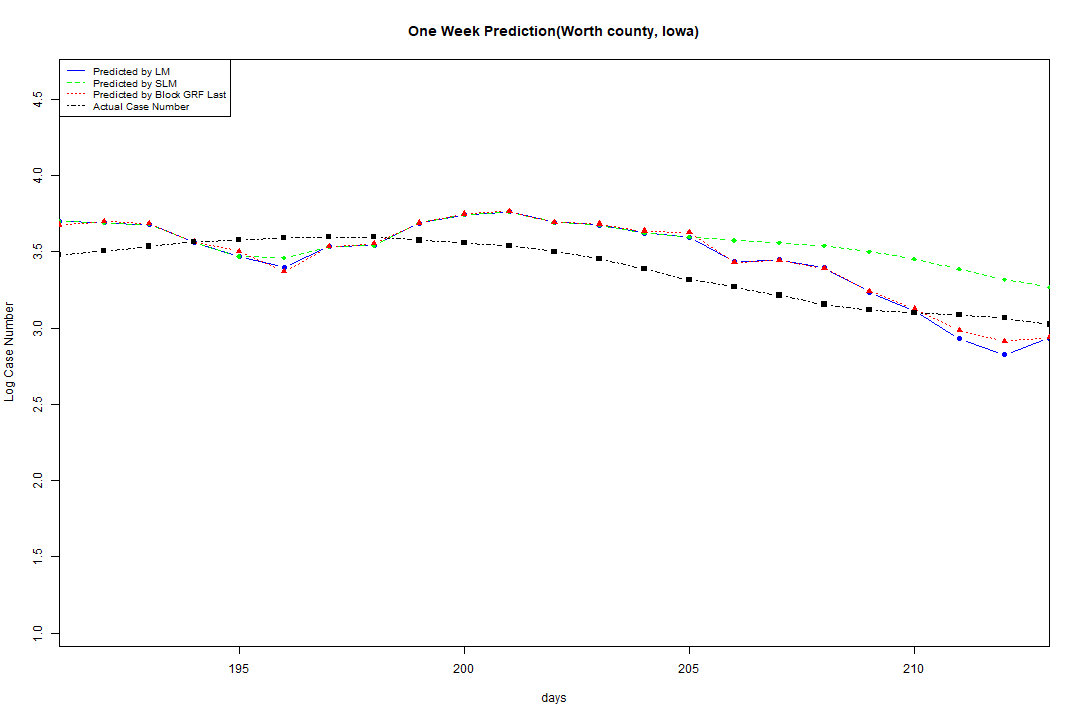 One Week Prediction(Worth county, Iowa)
Predicted by LM
Predicted by SLM
Predicted by Block GRF Last
Actual Case Number
4.5
4.0
3.5
3.0
2.5
2.0
1.5
1.0
Log Case Number
195 200 205 210
days